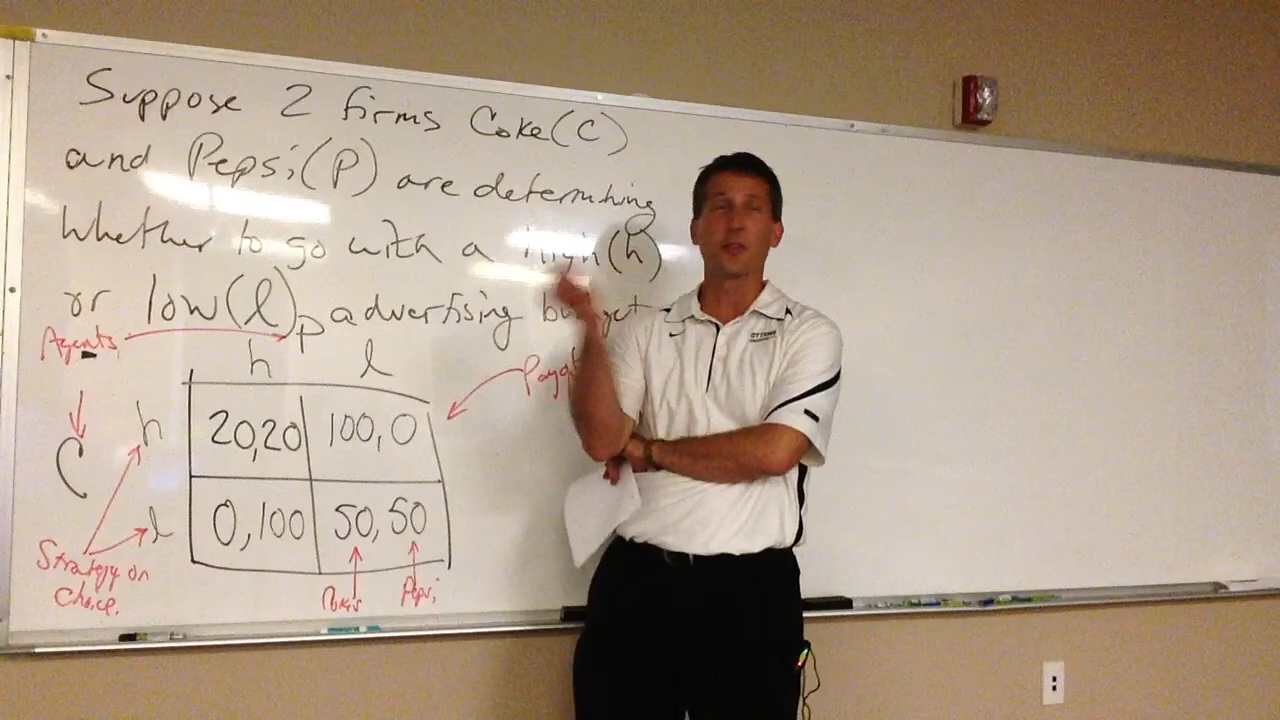 Suppose 2 firms Coke(C)
and Pepsi(P) are determining
whether to go with a high(h)
or low(l) advertising budget
Agents
P
h l
C
h 20,20 100,0
l 0,100 50,50
Strategy or
choice.
Pepsi